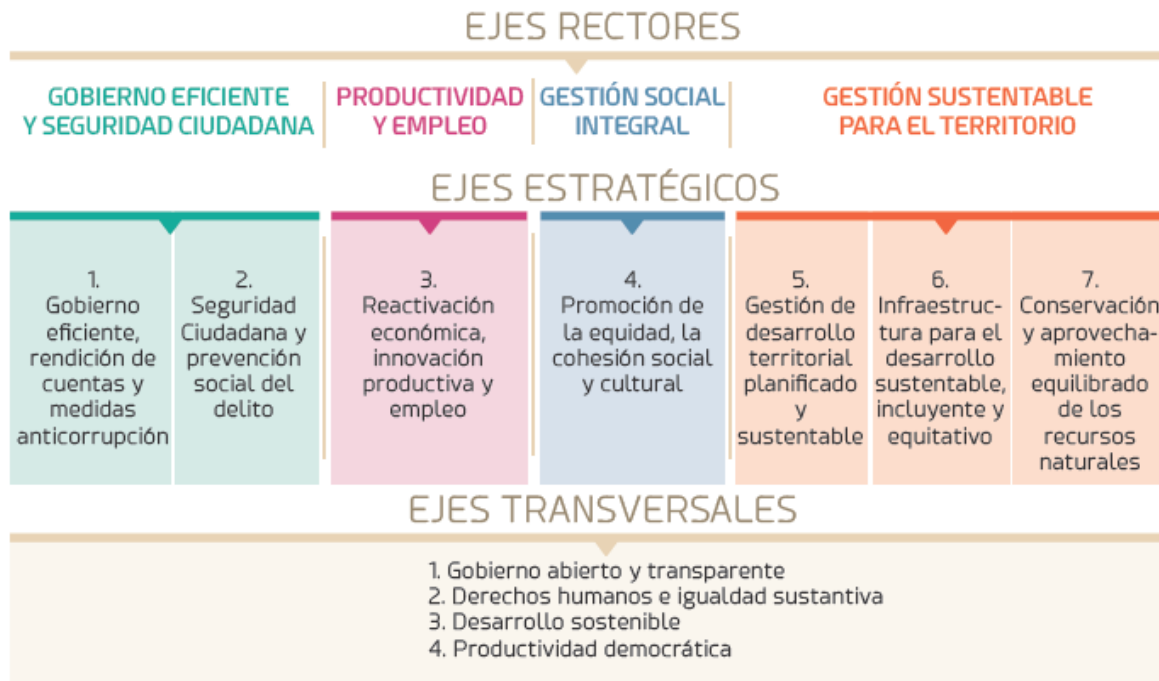 EJES RECTORES
GOBIERNO EFICIENTE
Y SEGURIDAD CIUDADANA
PRODUCTIVIDAD
Y EMPLEO
GESTIÓN SOCIAL
INTEGRAL
GESTIÓN SUSTENTABLE
PARA EL TERRITORIO
EJES ESTRATÉGICOS
1.
Gobierno
eficiente,
rendición de
cuentas y
medidas
anticorrupción
2.
Seguridad
Ciudadana y
prevención
social del
delito
3.
Reactivación
económica,
innovación
productiva y
empleo
4.
Promoción de
la equidad, la
cohesión social
y cultural
5.
Gestión de
desarrollo
territorial
planificado
y
sustentable
6.
Infraestruc-
tura para el
desarrollo
sustentable,
incluyente y
equitativo
7.
Conservación
y aprovecha-
miento
equilibrado
de los
recursos
naturales
EJES TRANSVERSALES
1. Gobierno abierto y transparente
2. Derechos humanos e igualdad sustantiva
3. Desarrollo sostenible
4. Productividad democrática